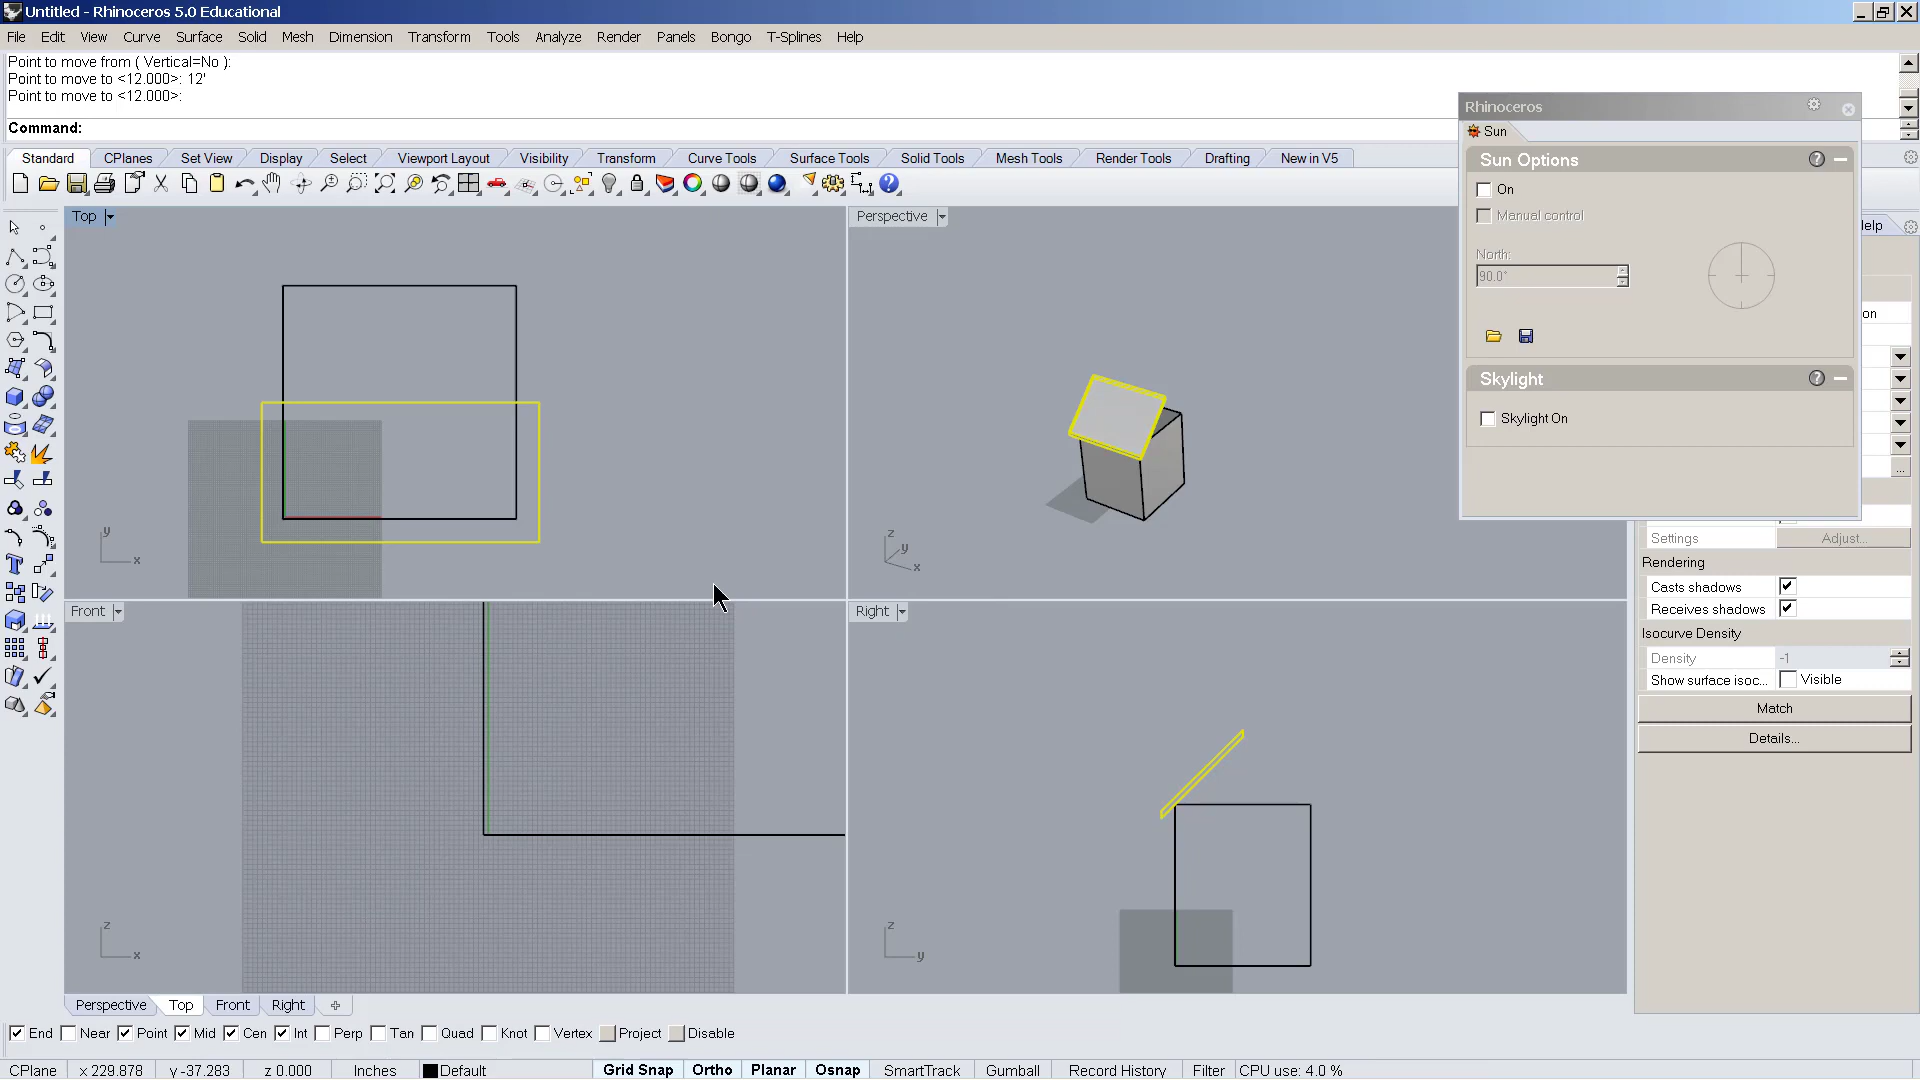 Untitled - Rhinoceros 5.0 Educational
File Edit View Curve Surface Solid Mesh Dimension Transform Tools Analyze Render Panels Bongo T-Splines Help
Point to move from ( Vertical=No ):
Point to move to <12.000>: 12'
Point to move to <12.000>:
Command:
Standard CPlanes Set View Display Select Viewport Layout Visibility Transform Curve Tools Surface Tools Solid Tools Mesh Tools Render Tools Drafting New in V5
Rhinoceros
Sun
Sun Options
On
Manual control
North:
90.0°
Skylight
Skylight On
Top
y
x
Perspective
z
y
x
Front
z
x
Right
z
y
elp
on
Settings Adjust...
Rendering
Casts shadows
Receives shadows
Isocurve Density
Density -1
Show surface isoc... Visible
Match
Details...
Perspective Top Front Right
End Near Point Mid Cen Int Perp Tan Quad Knot Vertex Project Disable
CPlane x 229.878 y -37.283 z 0.000 Inches Default Grid Snap Ortho Planar Osnap SmartTrack Gumball Record History Filter CPU use: 4.0 %